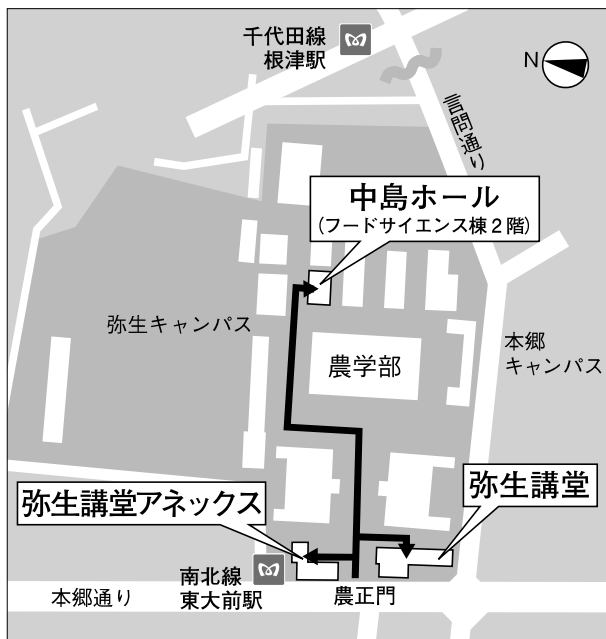 千代田線
根津駅
N
言問通り
中島ホール
(フードサイエンス棟2階)
弥生キャンパス
本郷
キャンパス
農学部
弥生講堂アネックス
弥生講堂
南北線
東大前駅
本郷通り
農正門